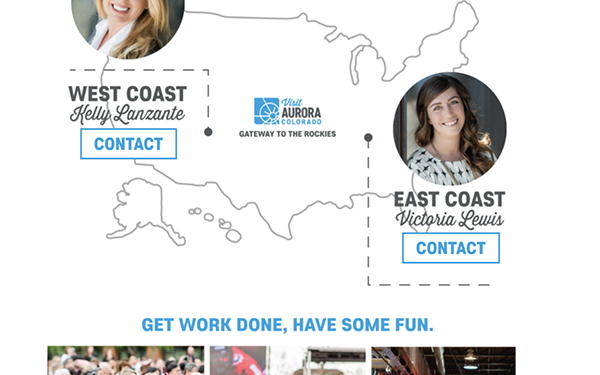 WEST COAST
Kelly Lanzante
CONTACT
Visit
AURORA
COLORADO
GATEWAY TO THE ROCKIES
EAST COAST
Victoria Lewis
CONTACT
GET WORK DONE, HAVE SOME FUN.